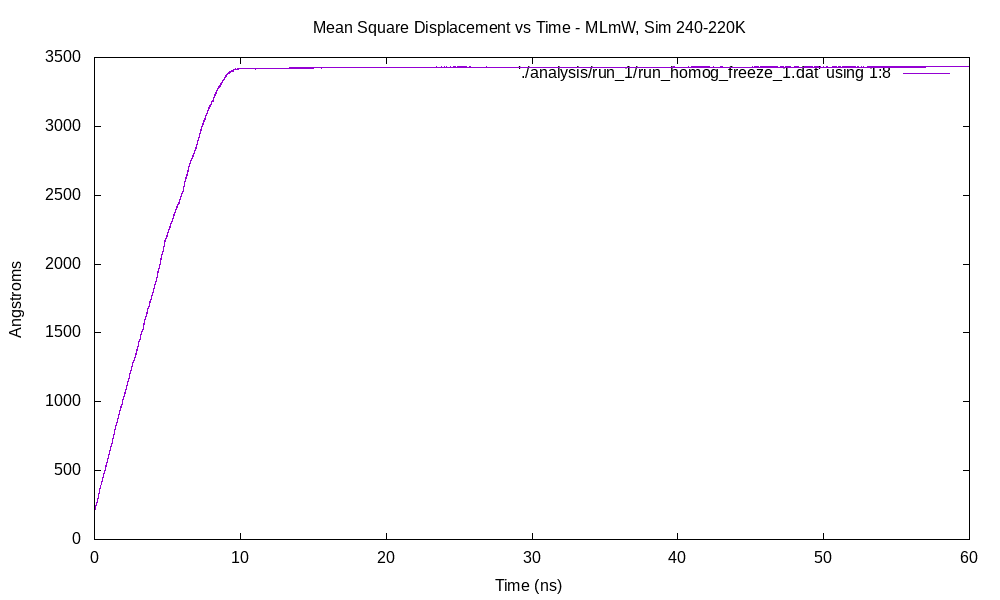 Mean Square Displacement vs Time - MLmW, Sim 240-220K
3500
'./analysis/run_1/run_homog_freeze_1.dat' using 1:8
3000
2500
2000
Angstroms
1500
1000
500
0
0 10 20 30 40 50 60
Time (ns)